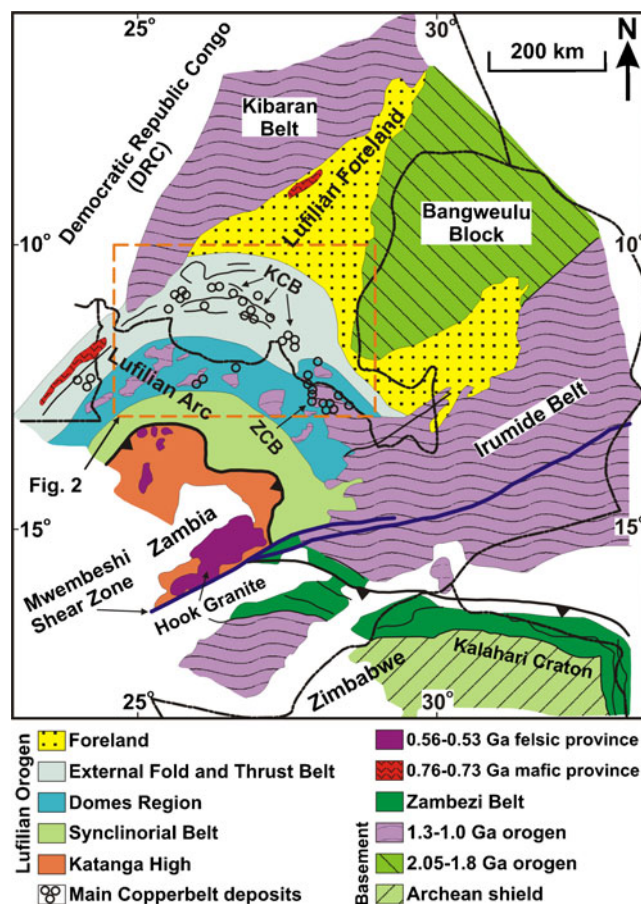 25°
30°
N
200 km
Democratic Republic Congo
(DRC)
Kibaran
Belt
Lufilian Foreland
Bangweulu
Block
10°
10°
KCB
Lufilian Arc
ZCB
Irumide Belt
Fig. 2
15°
15°
Zambia
Mwembeshi
Shear Zone
Hook Granite
Zimbabwe
Kalahari Craton
25°
30°
Lufilian Orogen
Foreland
External Fold and Thrust Belt
Domes Region
Synclinorial Belt
Katanga High
Main Copperbelt deposits
0.56-0.53 Ga felsic province
0.76-0.73 Ga mafic province
Zambezi Belt
Basement
1.3-1.0 Ga orogen
2.05-1.8 Ga orogen
Archean shield